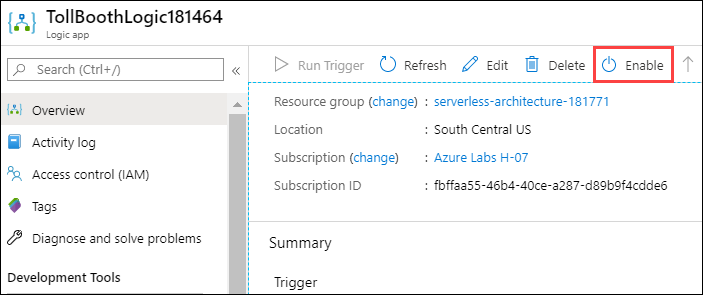 TollBoothLogic181464
Logic app
Search (Ctrl+/)
«
Run Trigger Refresh Edit Delete Enable
Overview
Activity log
Access control (IAM)
Tags
Diagnose and solve problems
Development Tools
Resource group (change) : serverless-architecture-181771
Location : South Central US
Subscription (change) : Azure Labs H-07
Subscription ID : fbffaa55-46b4-40ce-a287-d89b9f4cdde6
Summary
Trigger